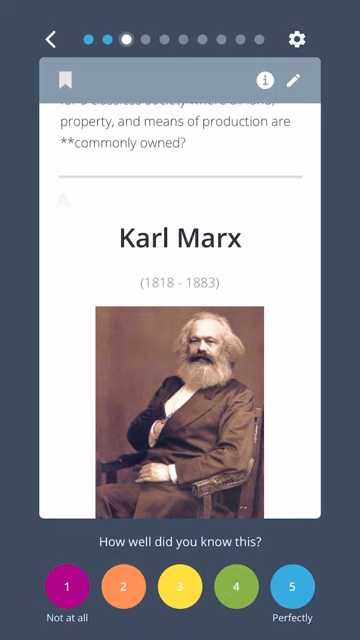 for a classless society where all land,
property, and means of production are
**commonly owned?
A
Karl Marx
(1818 - 1883)
How well did you know this?
1
2
3
4
5
Not at all
Perfectly